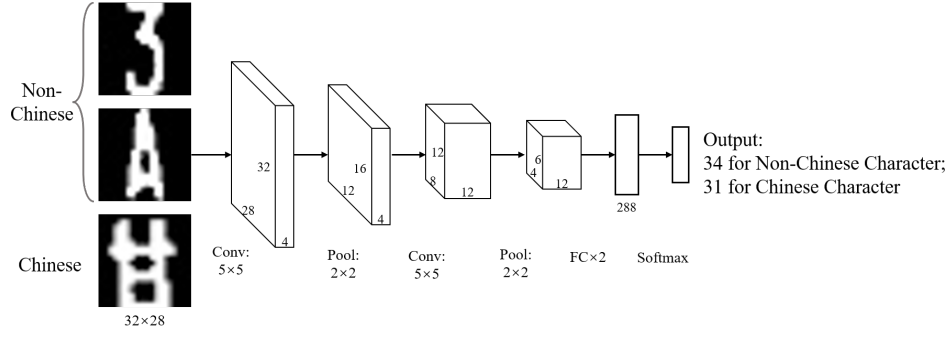 Non-
Chinese
3
A
Chinese
32×28
32
28
4
Conv:
5×5
16
12
4
Pool:
2×2
12
8
12
Conv:
5×5
6
4
12
Pool:
2×2
288
FC×2
Softmax
Output:
34 for Non-Chinese Character;
31 for Chinese Character